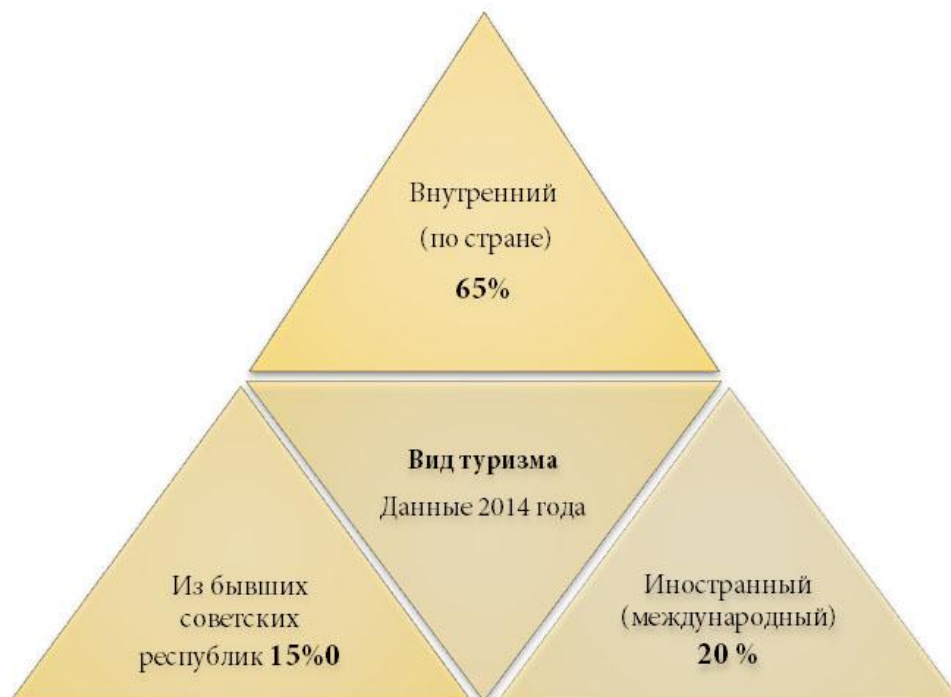 Внутренний
(по стране)
65%
Вид туризма
Данные 2014 года
Из бывших
советских
республик 15%0
Иностранный
(международный)
20 %